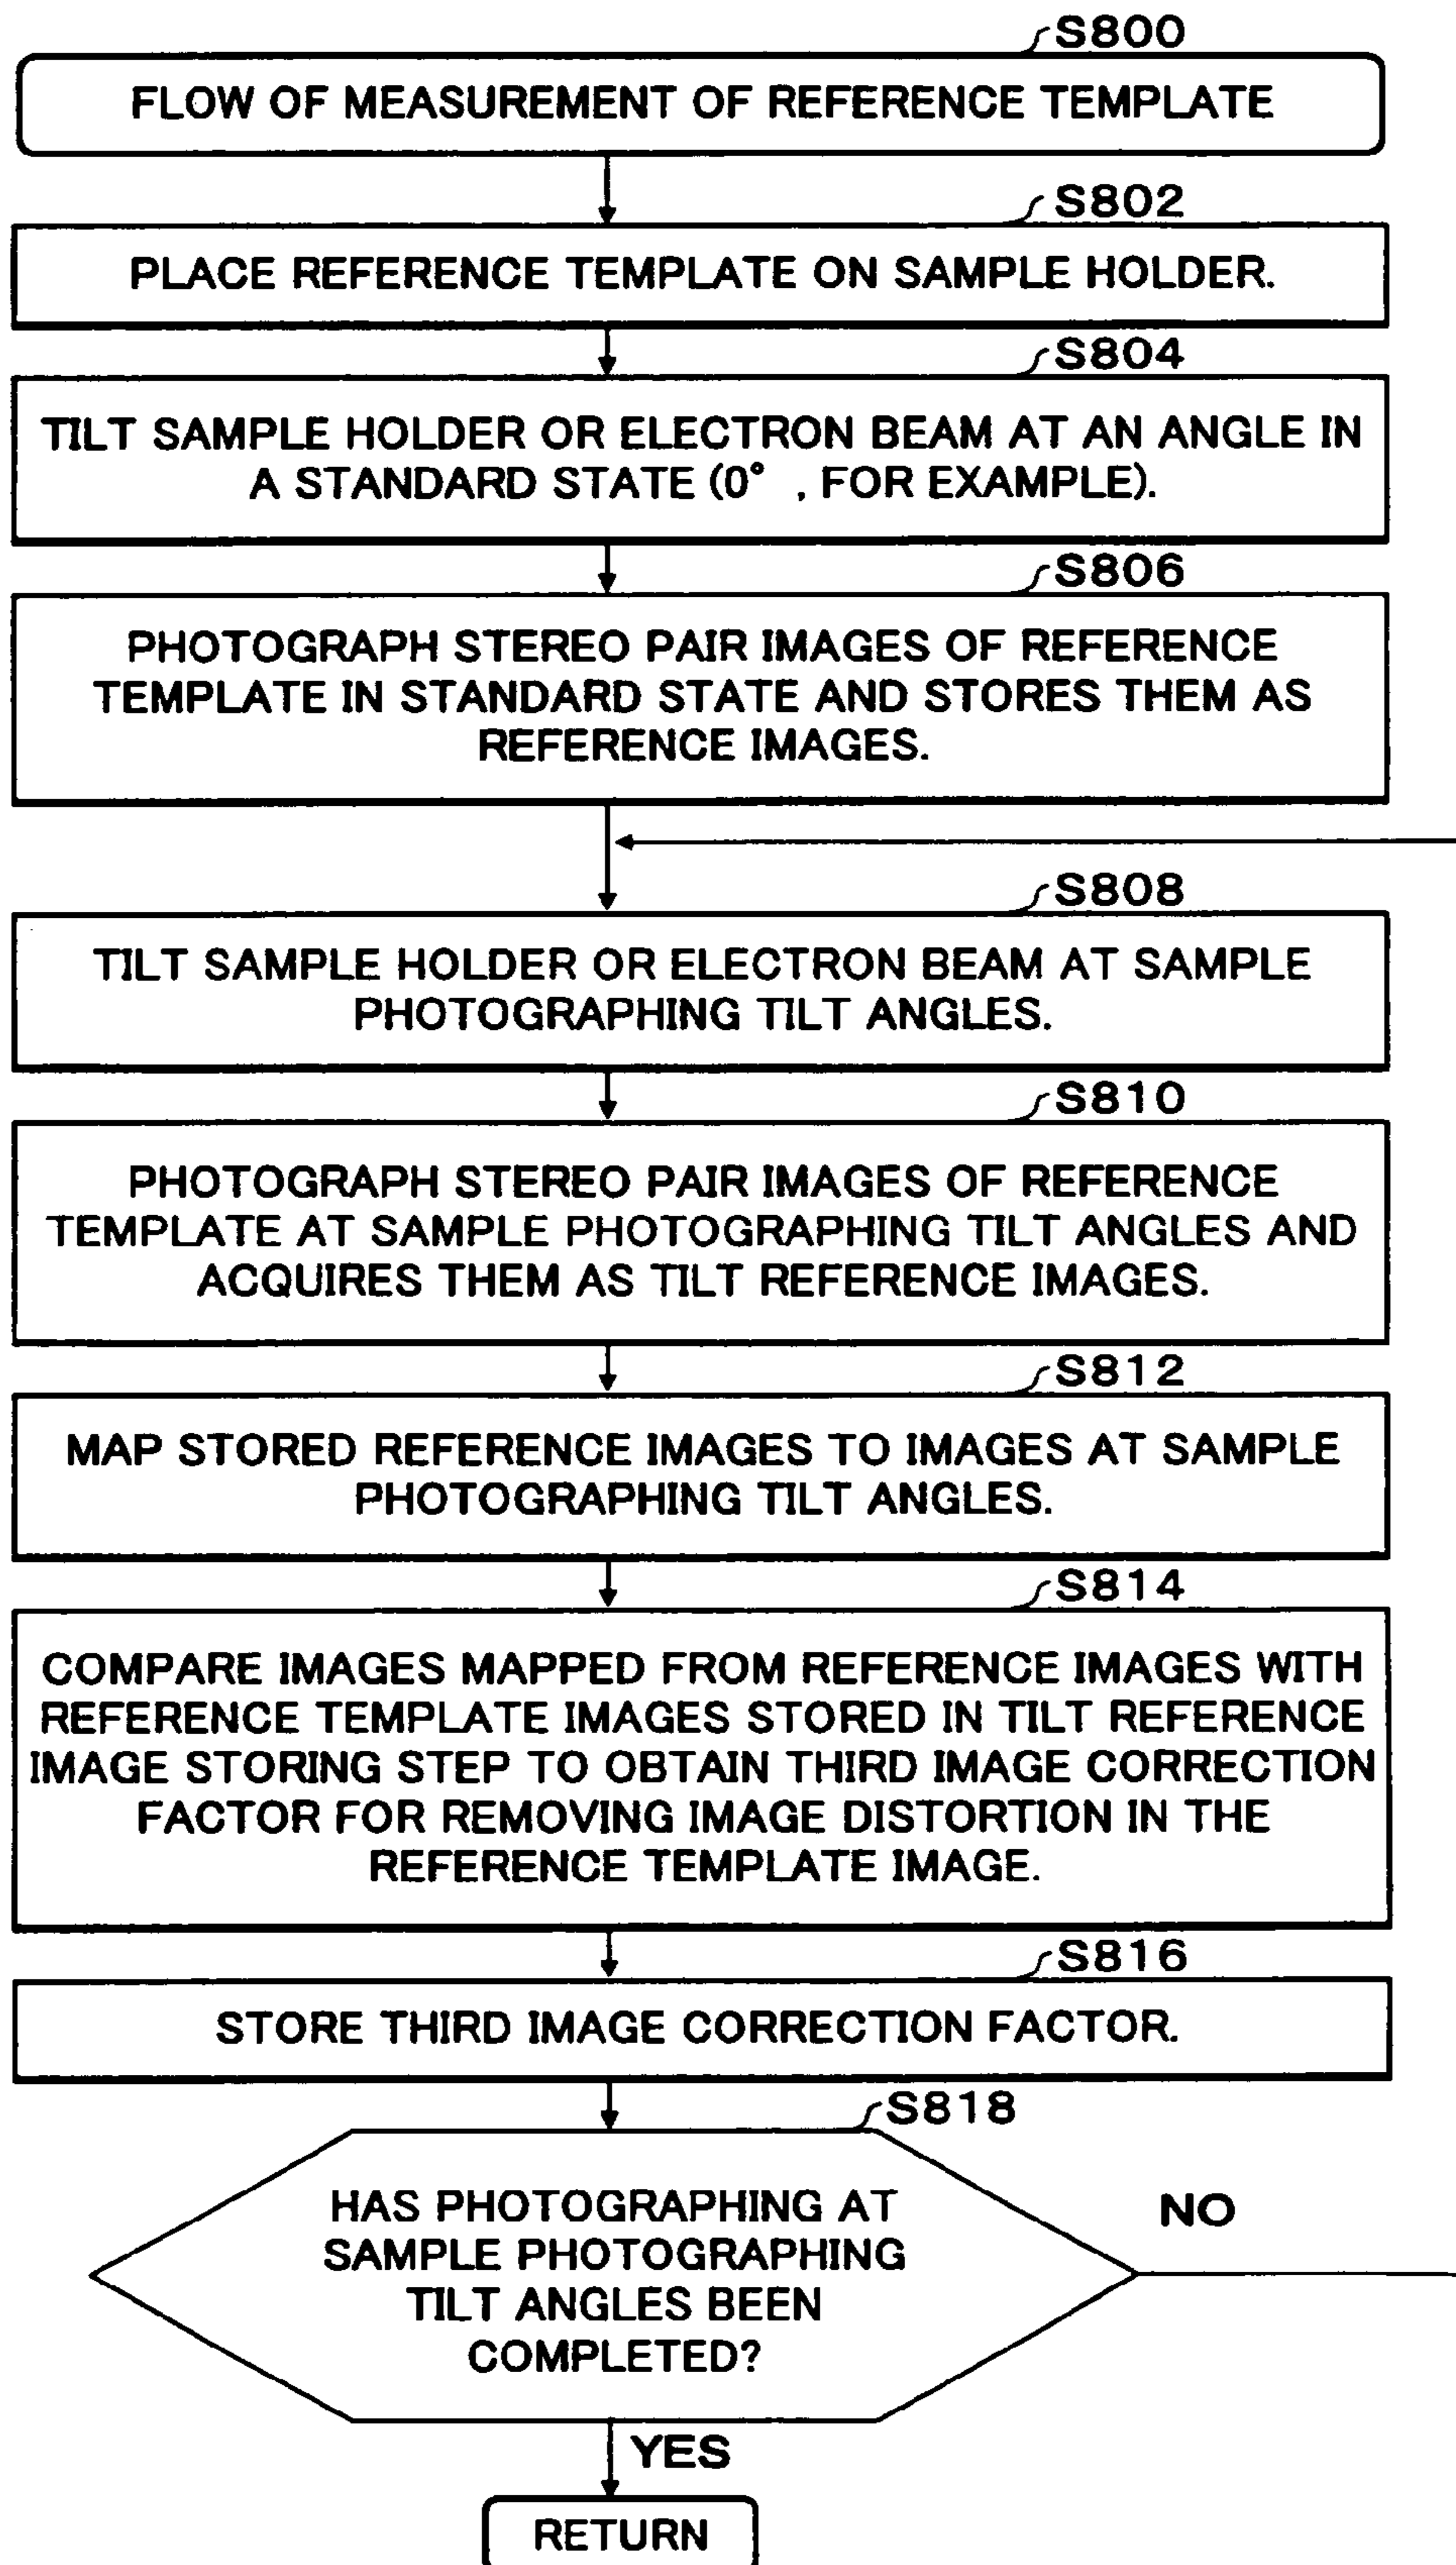 S800
FLOW OF MEASUREMENT OF REFERENCE TEMPLATE
S802
PLACE REFERENCE TEMPLATE ON SAMPLE HOLDER.
S804
TILT SAMPLE HOLDER OR ELECTRON BEAM AT AN ANGLE IN
A STANDARD STATE (0° , FOR EXAMPLE).
S806
PHOTOGRAPH STEREO PAIR IMAGES OF REFERENCE
TEMPLATE IN STANDARD STATE AND STORES THEM AS
REFERENCE IMAGES.
S808
TILT SAMPLE HOLDER OR ELECTRON BEAM AT SAMPLE
PHOTOGRAPHING TILT ANGLES.
S810
PHOTOGRAPH STEREO PAIR IMAGES OF REFERENCE
TEMPLATE AT SAMPLE PHOTOGRAPHING TILT ANGLES AND
ACQUIRES THEM AS TILT REFERENCE IMAGES.
S812
MAP STORED REFERENCE IMAGES TO IMAGES AT SAMPLE
PHOTOGRAPHING TILT ANGLES.
S814
COMPARE IMAGES MAPPED FROM REFERENCE IMAGES WITH
REFERENCE TEMPLATE IMAGES STORED IN TILT REFERENCE
IMAGE STORING STEP TO OBTAIN THIRD IMAGE CORRECTION
FACTOR FOR REMOVING IMAGE DISTORTION IN THE
REFERENCE TEMPLATE IMAGE.
S816
STORE THIRD IMAGE CORRECTION FACTOR.
S818
HAS PHOTOGRAPHING AT
SAMPLE PHOTOGRAPHING
TILT ANGLES BEEN
COMPLETED?
NO
YES
RETURN